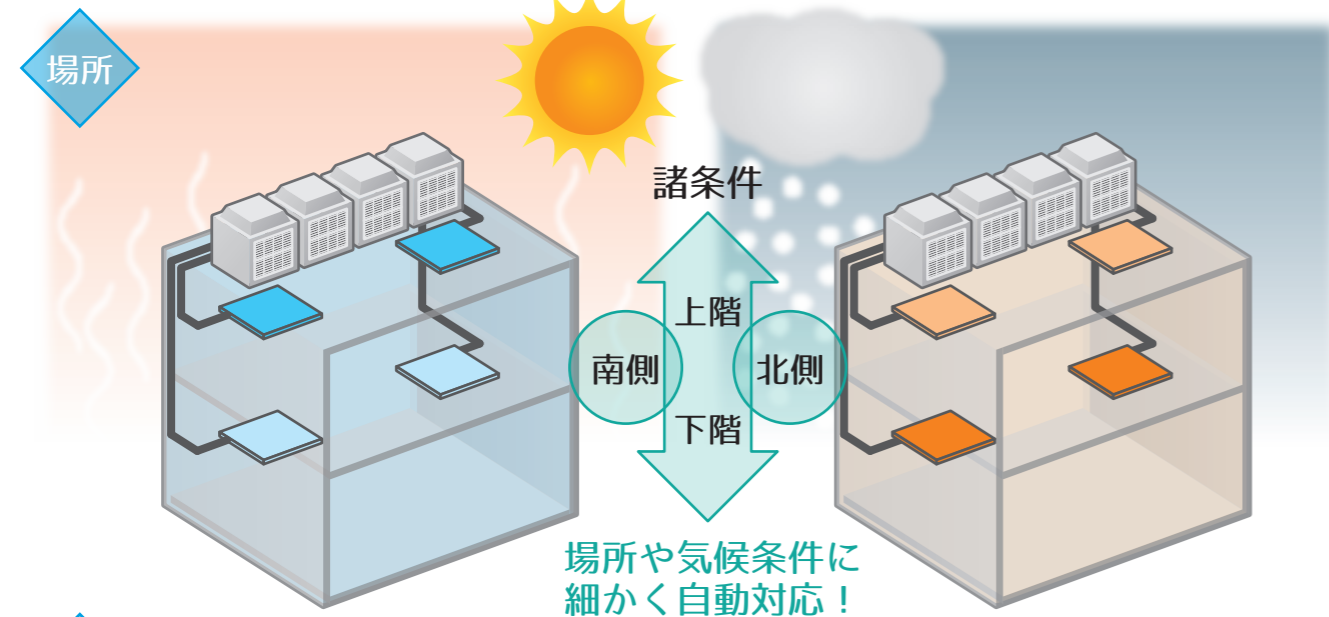 場所
諸条件
上階
南側
北側
下階
場所や気候条件に
細かく自動対応！